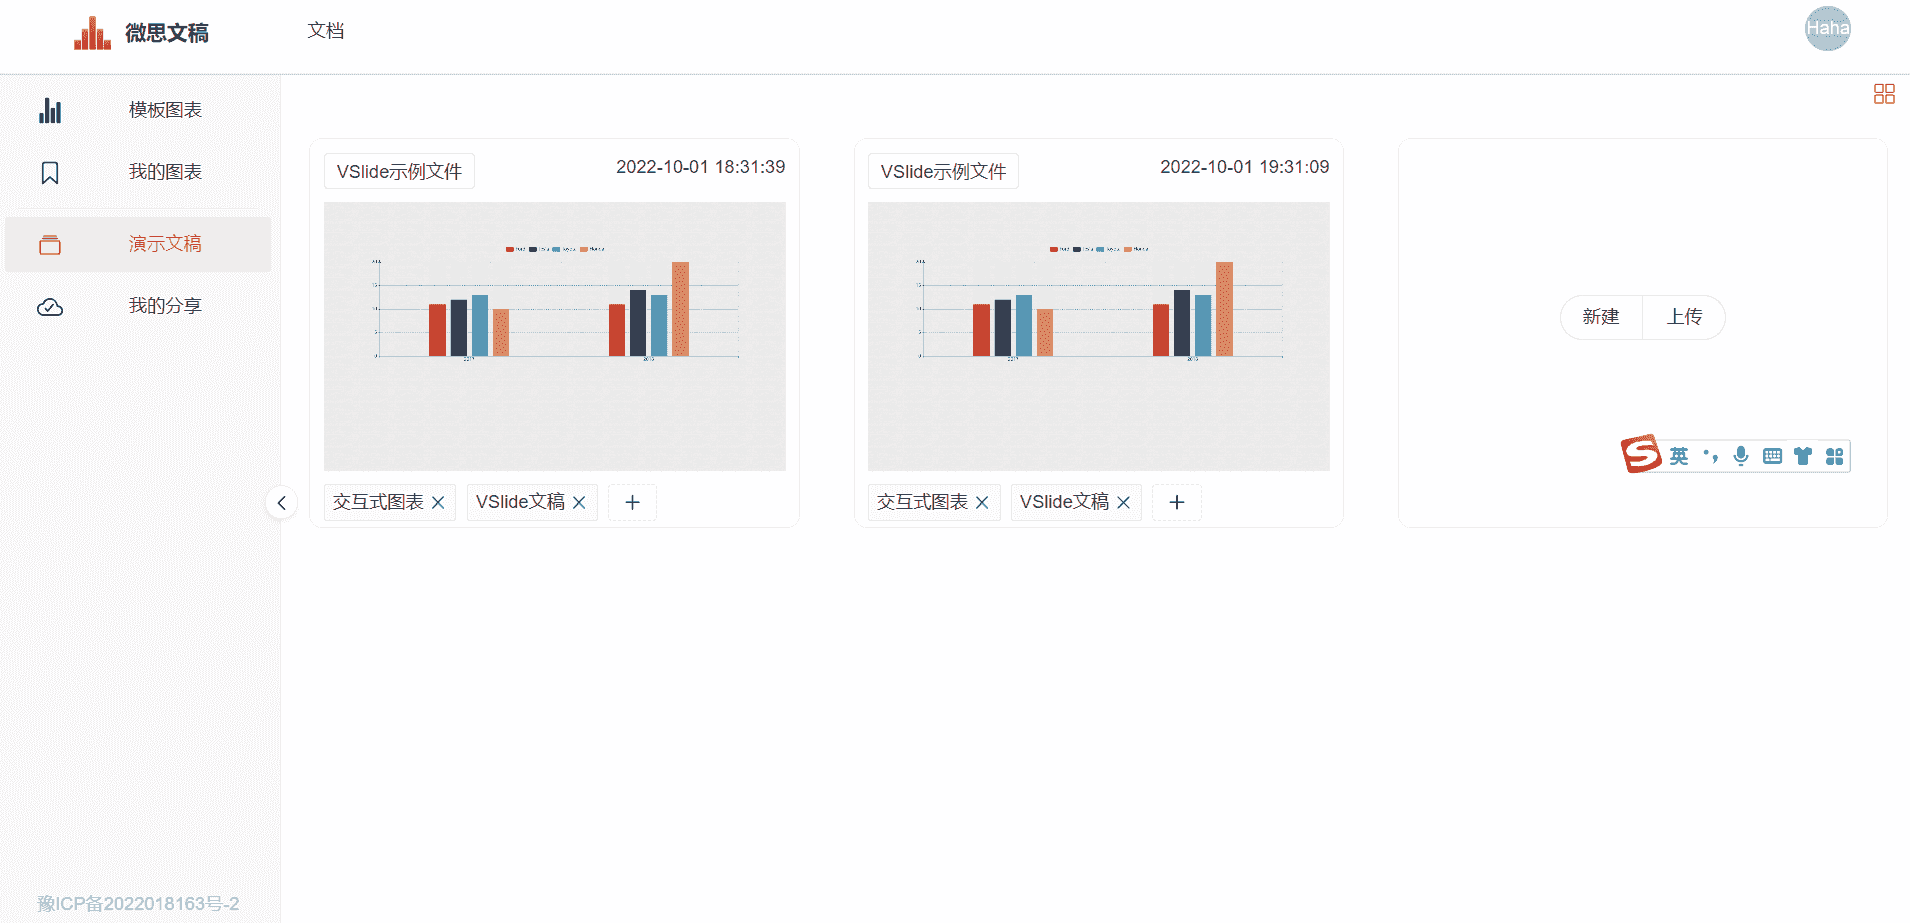 微思文稿
文档
Haha
模板图表
我的图表
演示文稿
我的分享
VSlide示例文件
2022-10-01 18:31:39
交互式图表
VSlide文稿
VSlide示例文件
2022-10-01 19:31:09
交互式图表
VSlide文稿
新建
上传
英
豫ICP备2022018163号-2